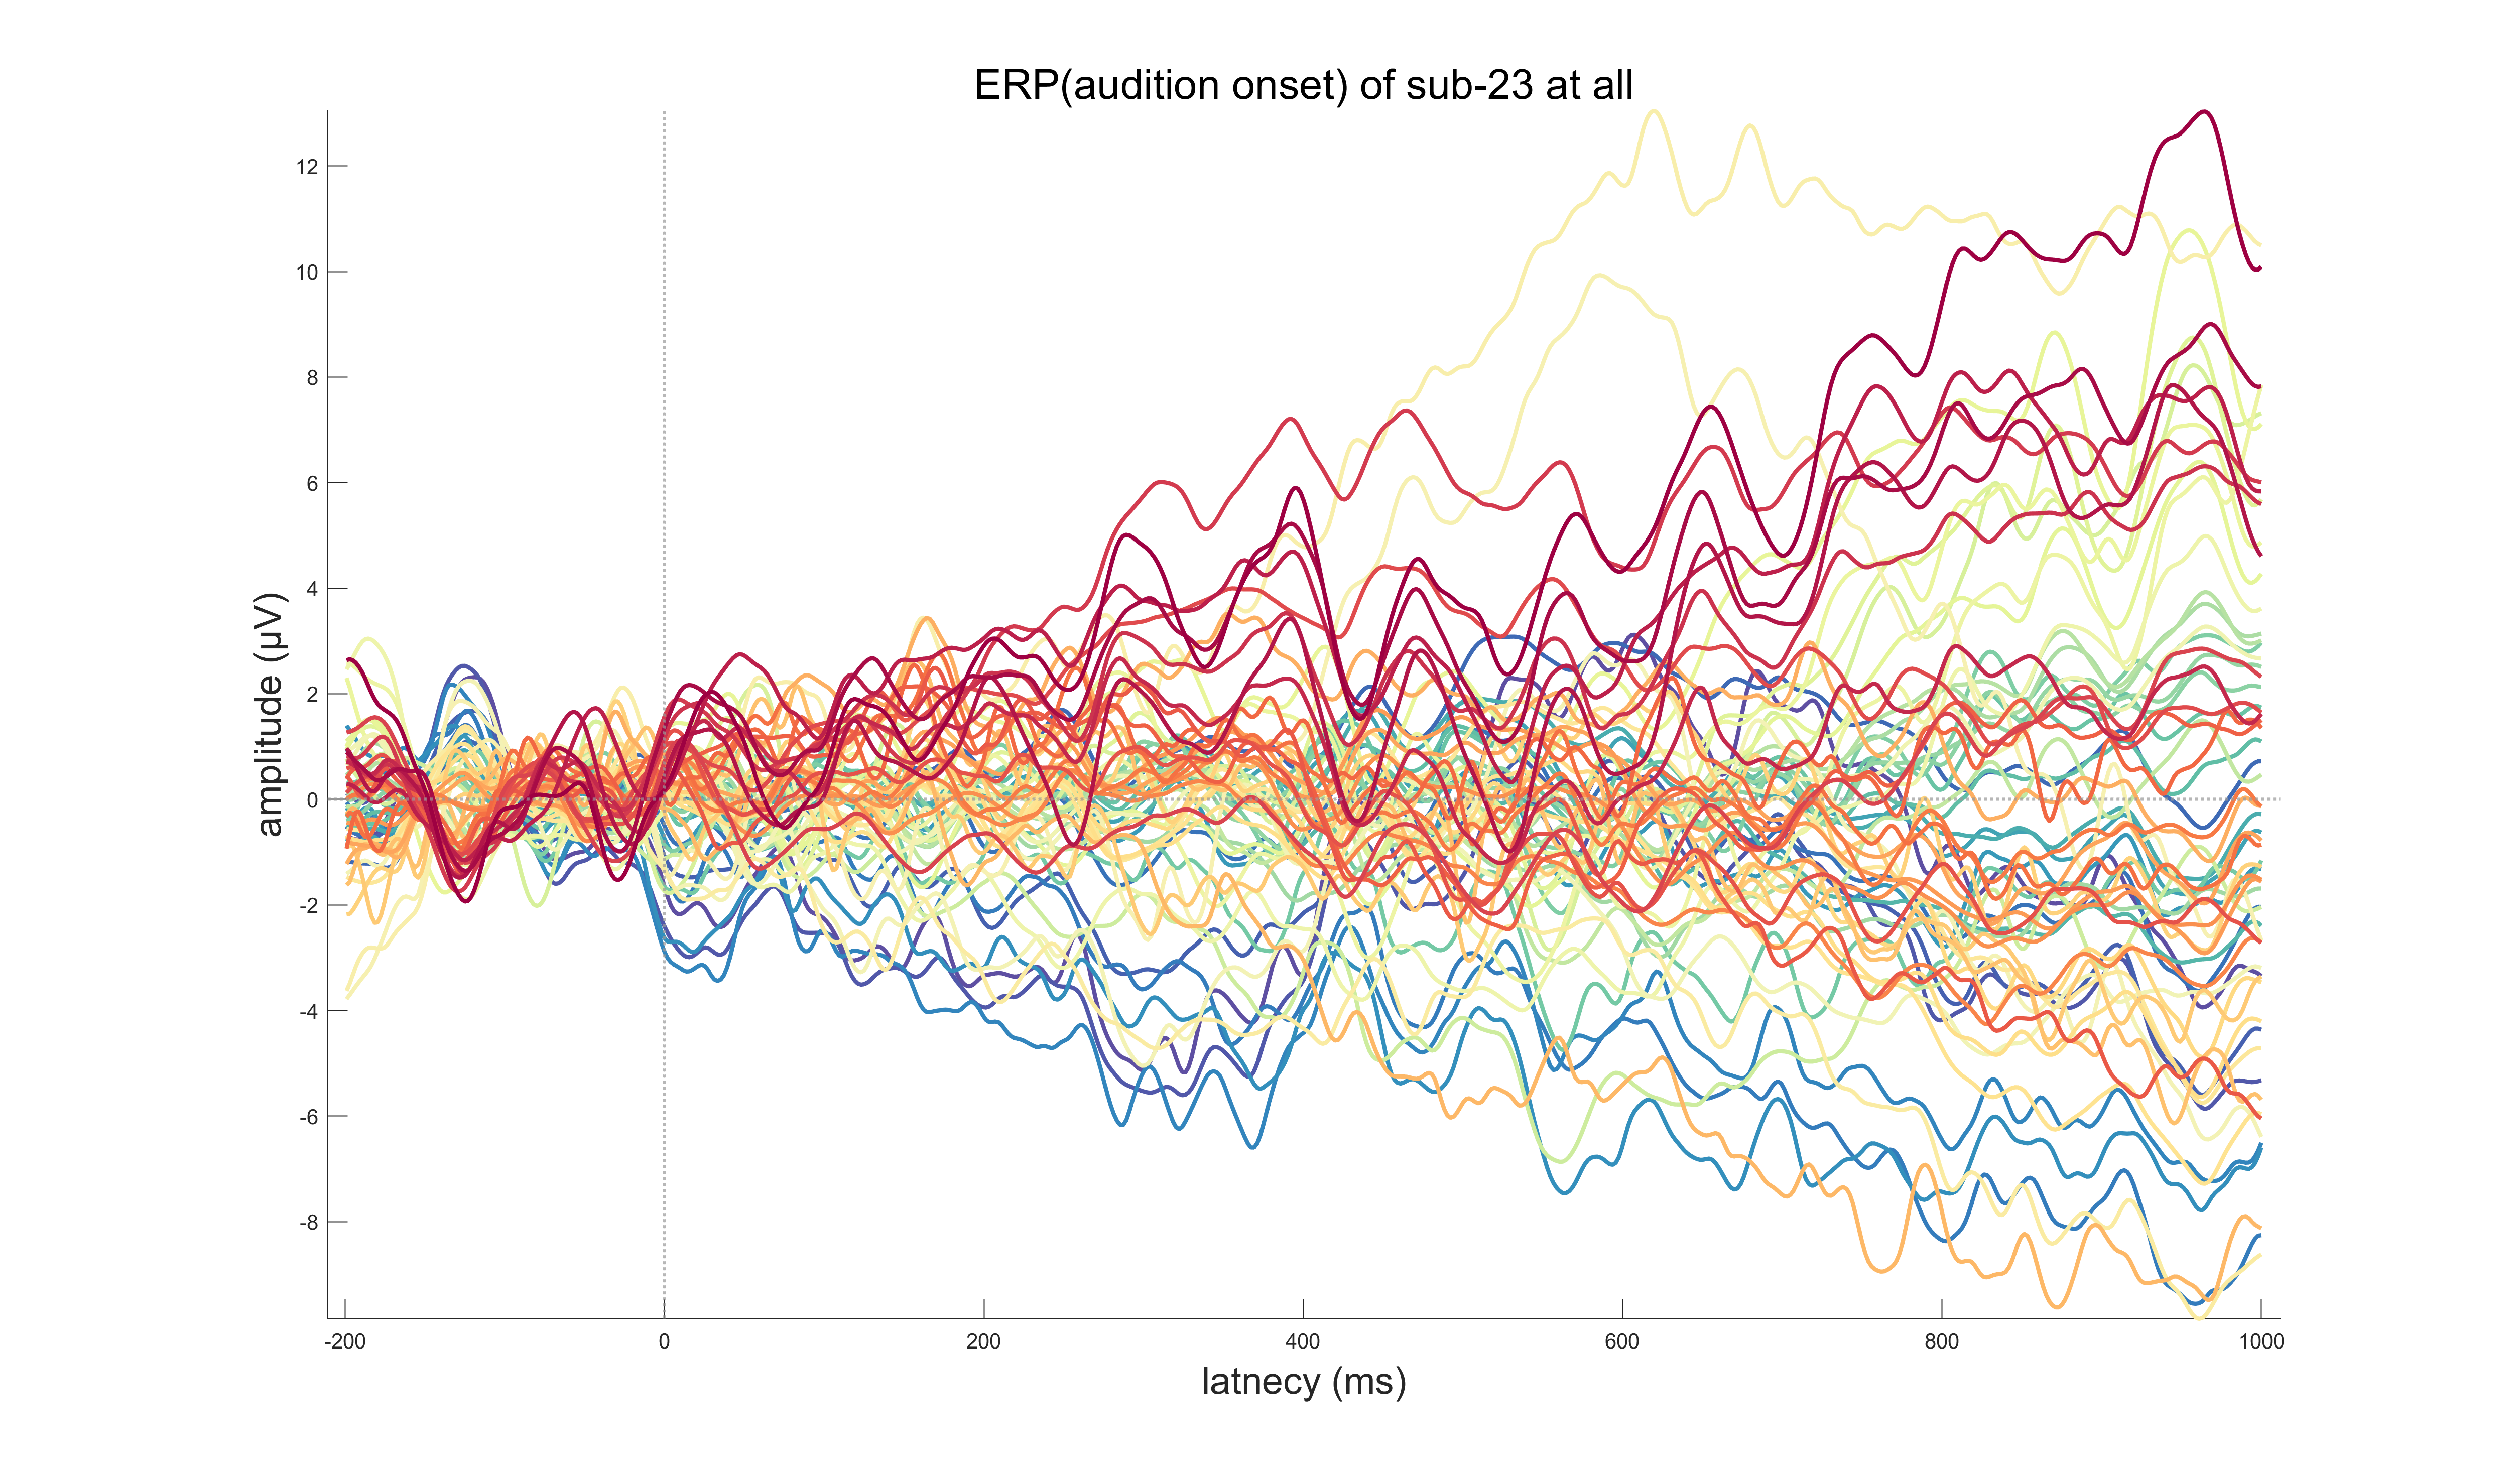 ERP(audition onset) of sub-23 at all
amplitude (µV)
12
10
8
6
4
2
0
-2
-4
-6
-8
-200 0 200 400 600 800 1000
latnecy (ms)